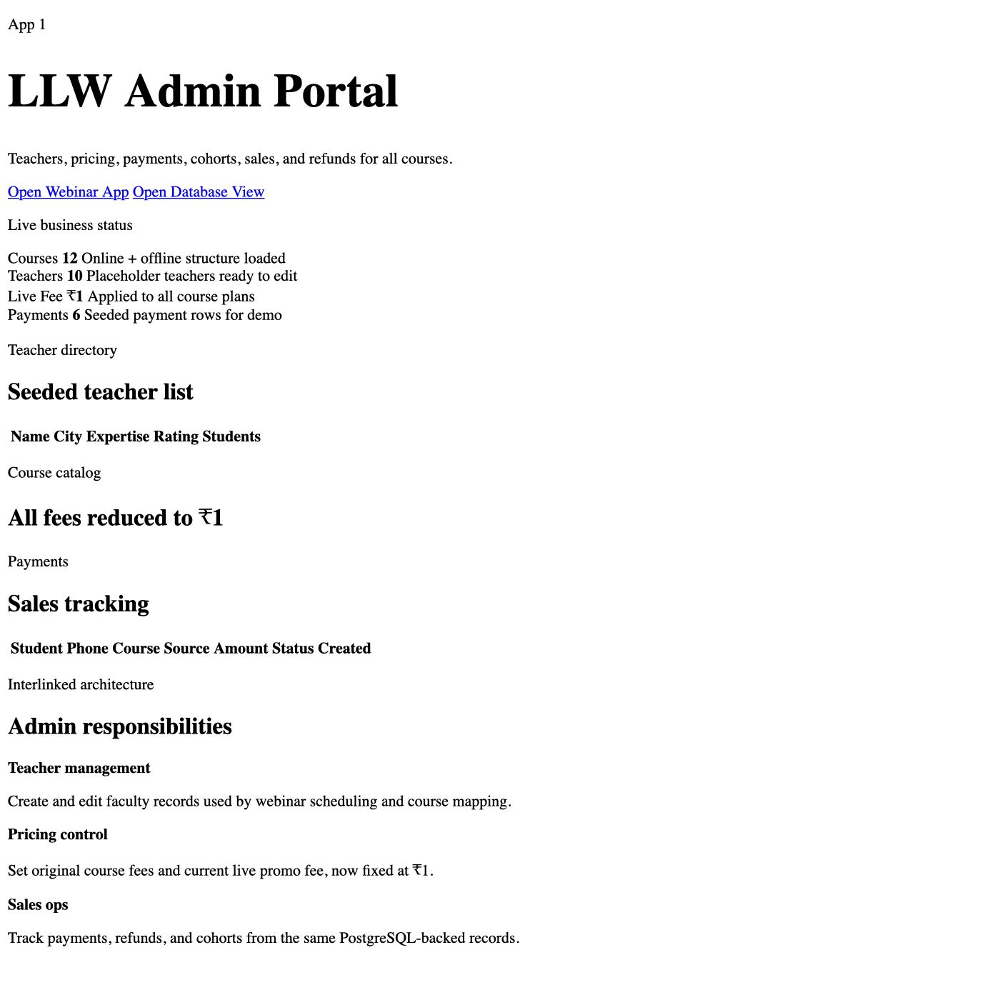 App 1
LLW Admin Portal
Teachers, pricing, payments, cohorts, sales, and refunds for all courses.
Open Webinar App Open Database View
Live business status
Courses 12 Online + offline structure loaded
Teachers 10 Placeholder teachers ready to edit
Live Fee ₹1 Applied to all course plans
Payments 6 Seeded payment rows for demo
Teacher directory
Seeded teacher list
Name City Expertise Rating Students
Course catalog
All fees reduced to ₹1
Payments
Sales tracking
Student Phone Course Source Amount Status Created
Interlinked architecture
Admin responsibilities
Teacher management
Create and edit faculty records used by webinar scheduling and course mapping.
Pricing control
Set original course fees and current live promo fee, now fixed at ₹1.
Sales ops
Track payments, refunds, and cohorts from the same PostgreSQL-backed records.